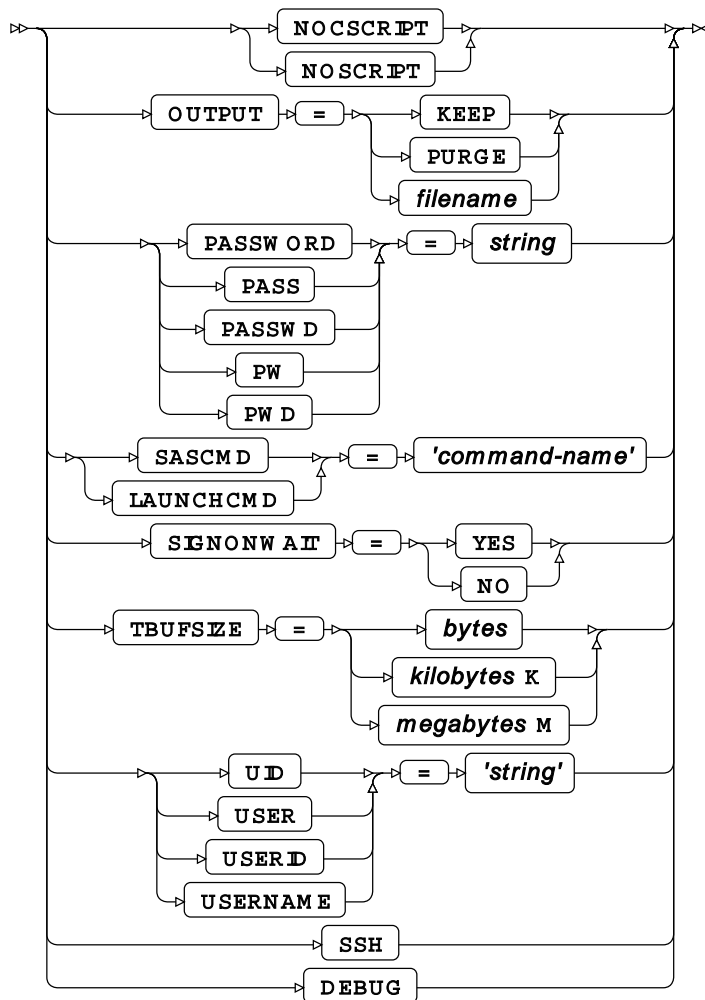 NOCSCRIPT
NOSCRIPT
OUTPUT = KEEP
PURGE
filename
PASSWORD = string
PASS
PASSWD
PW
PWD
SASCMD = 'command-name'
LAUNCHCMD
SIGNONWAIT = YES
NO
TBUFSIZE = bytes
kilobytes K
megabytes M
UID = 'string'
USER
USERID
USERNAME
SSH
DEBUG